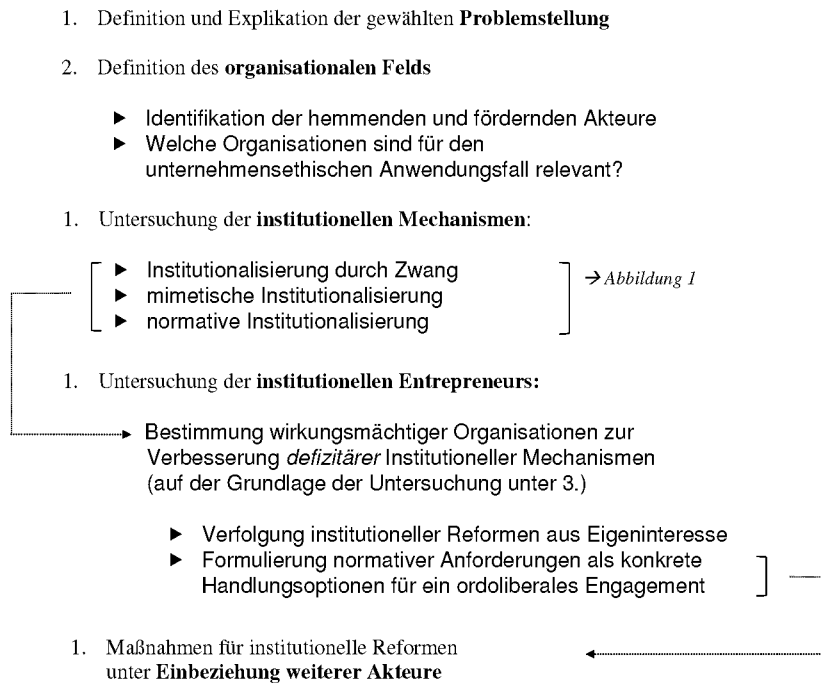 1. Definition und Explikation der gewählten Problemstellung
2. Definition des organisationalen Felds
► Identifikation der hemmenden und fördernden Akteure
► Welche Organisationen sind für den
unternehmensethischen Anwendungsfall relevant?
1. Untersuchung der institutionellen Mechanismen:
► Institutionalisierung durch Zwang
► mimetische Institutionalisierung
► normative Institutionalisierung
→ Abbildung 1
1. Untersuchung der institutionellen Entrepreneurs:
Bestimmung wirkungsmächtiger Organisationen zur
Verbesserung defizitärer Institutioneller Mechanismen
(auf der Grundlage der Untersuchung unter 3.)
► Verfolgung institutioneller Reformen aus Eigeninteresse
► Formulierung normativer Anforderungen als konkrete
Handlungsoptionen für ein ordoliberales Engagement
1. Maßnahmen für institutionelle Reformen
unter Einbeziehung weiterer Akteure